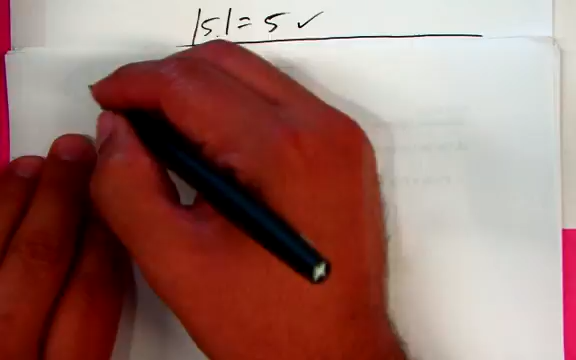 |5| = 5 ✓